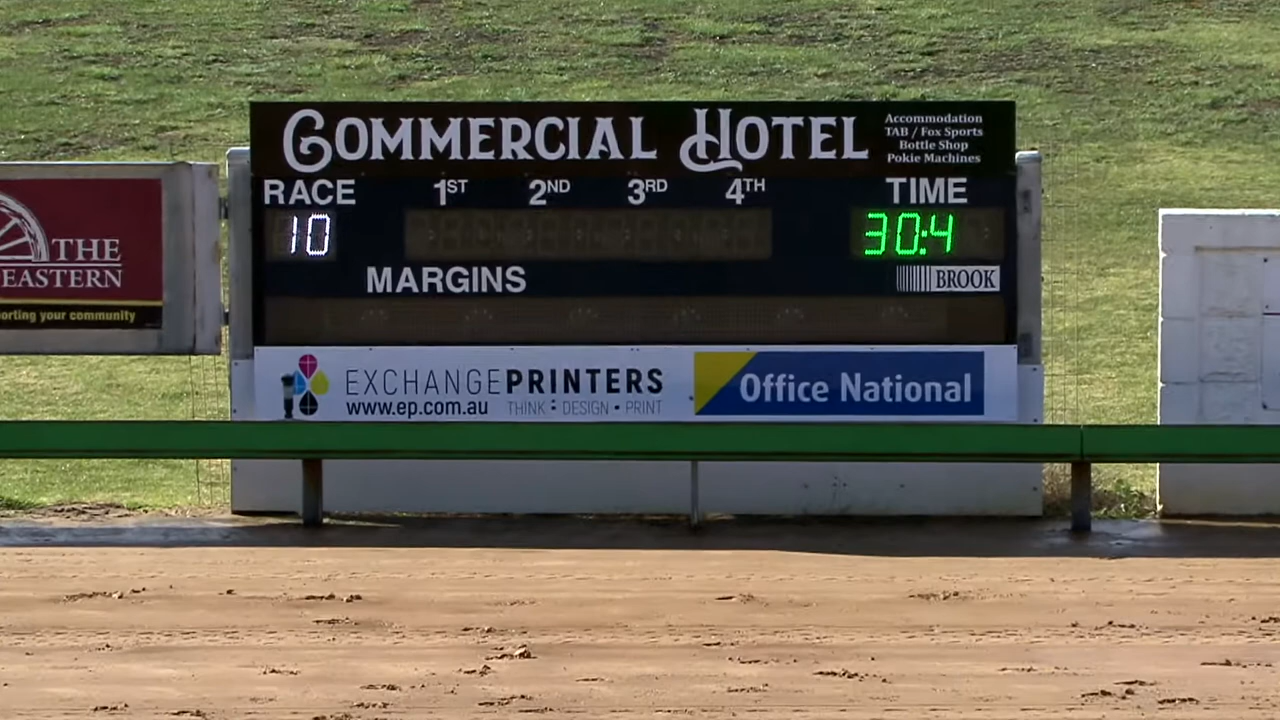 COMMERCIAL HOTEL
Accommodation
TAB / Fox Sports
Bottle Shop
Pokie Machines
RACE 1ST 2ND 3RD 4TH TIME
10 30:4
MARGINS
BROOK
THE
EASTERN
orting your community
EXCHANGEPRINTERS
www.ep.com.au THINK : DESIGN • PRINT
Office National